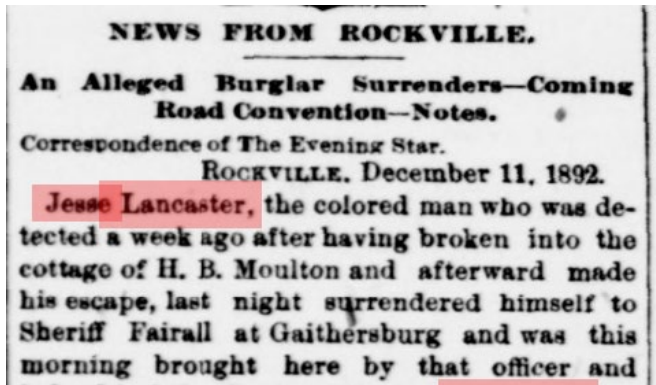 NEWS FROM ROCKVILLE.
An Alleged Burglar Surrenders—Coming
Road Convention—Notes.
Correspondence of The Evening Star.
ROCKVILLE, December 11, 1892.
Jesse Lancaster, the colored man who was de-
tected a week ago after having broken into the
cottage of H. B. Moulton and afterward made
his escape, last night surrendered himself to
Sheriff Fairall at Gaithersburg and was this
morning brought here by that officer and